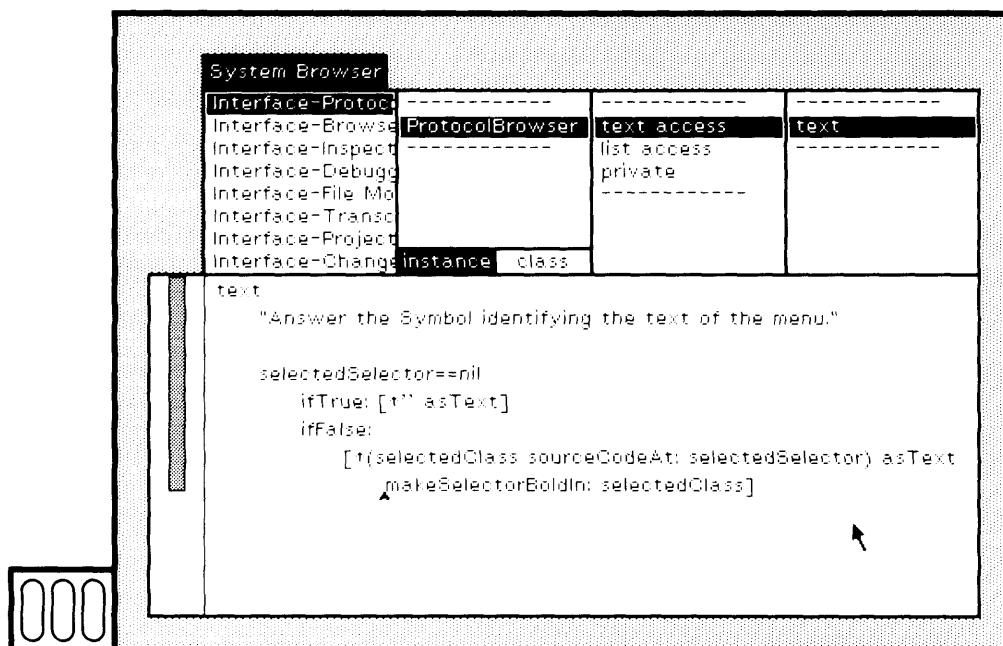 System Browser
Interface-Protoc
Interface-Browse
Interface-Inspect
Interface-Debugg
Interface-File Mo
Interface-Transc
Interface-Project
Interface-Change
------------
ProtocolBrowser
------------
instance
class
------------
text access
list access
private
------------
------------
text
------------
text
"Answer the Symbol identifying the text of the menu."
selectedSelector==nil
ifTrue: [↑'' asText]
ifFalse:
[↑(selectedClass sourceCodeAt: selectedSelector) asText
makeSelectorBoldIn: selectedClass]